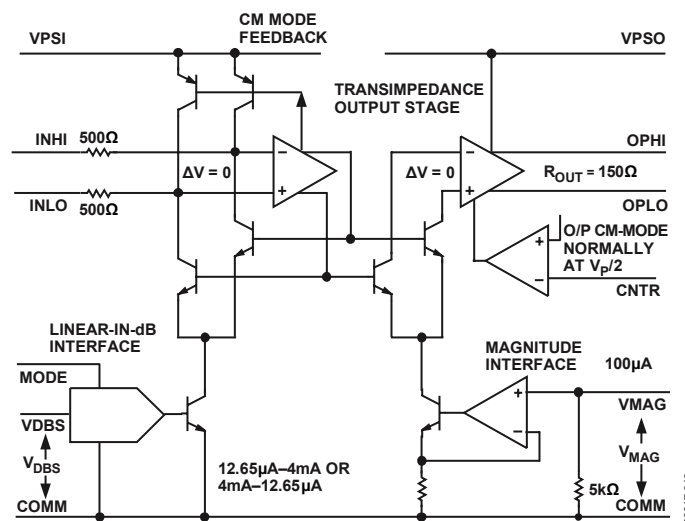 CM MODE
FEEDBACK
VPSI
VPSO
TRANSIMPEDANCE
OUTPUT STAGE
INHI 500Ω
OPHI
ΔV = 0
ΔV = 0
ROUT = 150Ω
INLO
500Ω
OPLO
O/P CM-MODE
NORMALLY
AT VP/2
CNTR
LINEAR-IN-dB
INTERFACE
MAGNITUDE
INTERFACE
100µA
MODE
VDBS
VMAG
VDBS
VMAG
12.65µA–4mA OR
4mA–12.65µA
5kΩ
COMM
COMM